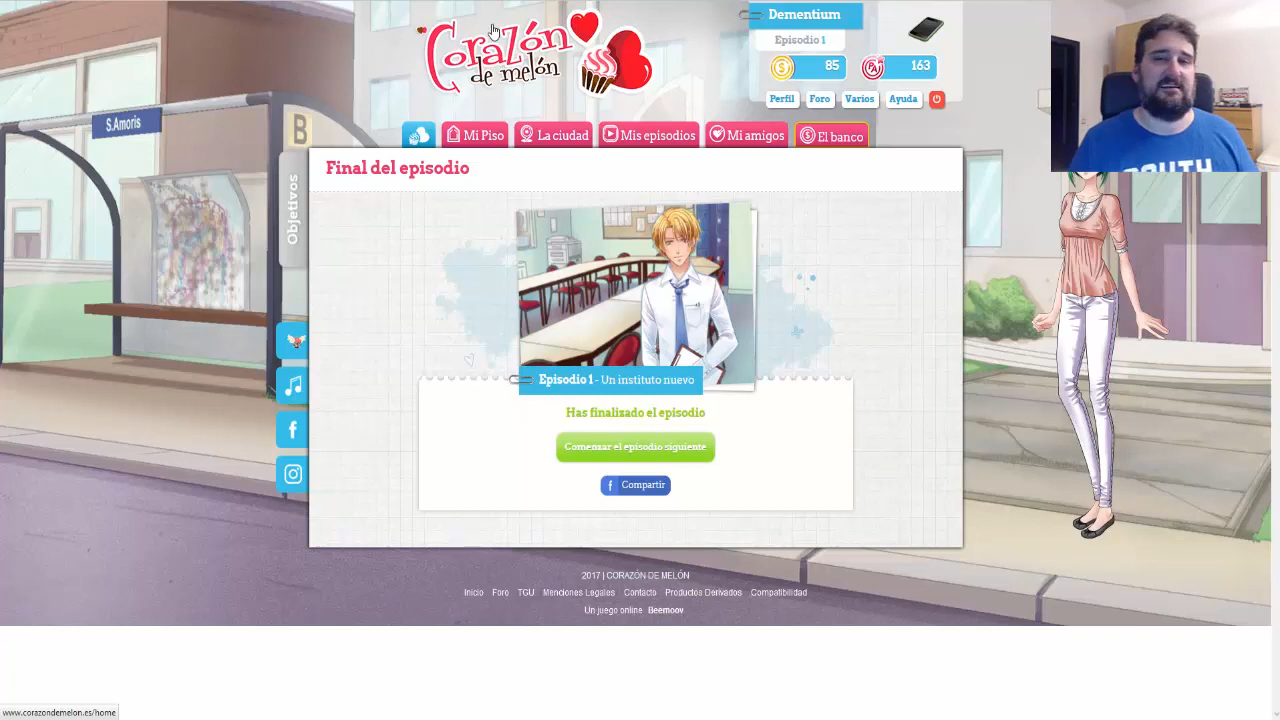 Corazón
de melón
Dementium
Episodio 1
85
163
Perfil
Foro
Varios
Ayuda
S.Amoris
B
Mi Piso
La ciudad
Mis episodios
Mi amigos
El banco
Objetivos
Final del episodio
Episodio 1 - Un instituto nuevo
Has finalizado el episodio
Comenzar el episodio siguiente
Compartir
2017 | CORAZÓN DE MELÓN
Inicio Foro TGU Menciones Legales Contacto Productos Derivados Compatibilidad
Un juego online Beemoov
www.corazondemelon.es/home